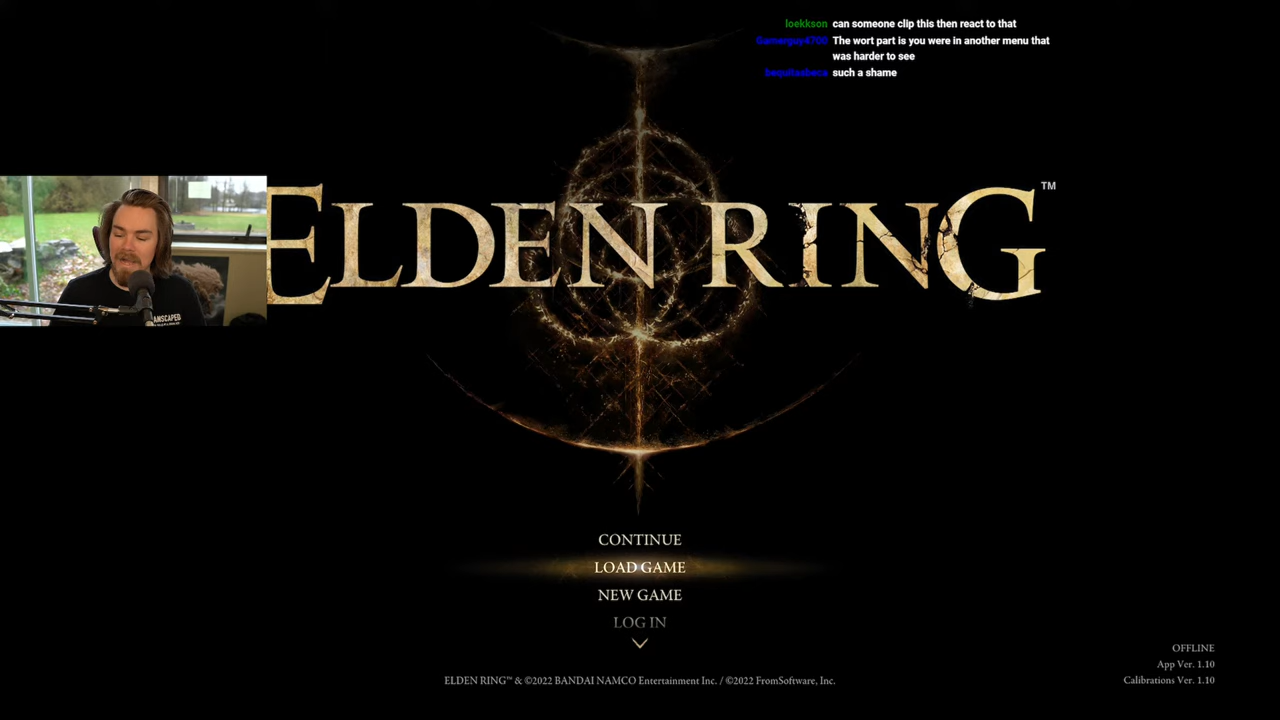 loekkson can someone clip this then react to that
Gamerguy4700 The wort part is you were in another menu that
was harder to see
such a shame
ELDEN RING™
CONTINUE
LOAD GAME
NEW GAME
LOG IN
OFFLINE
App Ver. 1.10
Calibrations Ver. 1.10
ELDEN RING™ & ©2022 BANDAI NAMCO Entertainment Inc. / ©2022 FromSoftware, Inc.